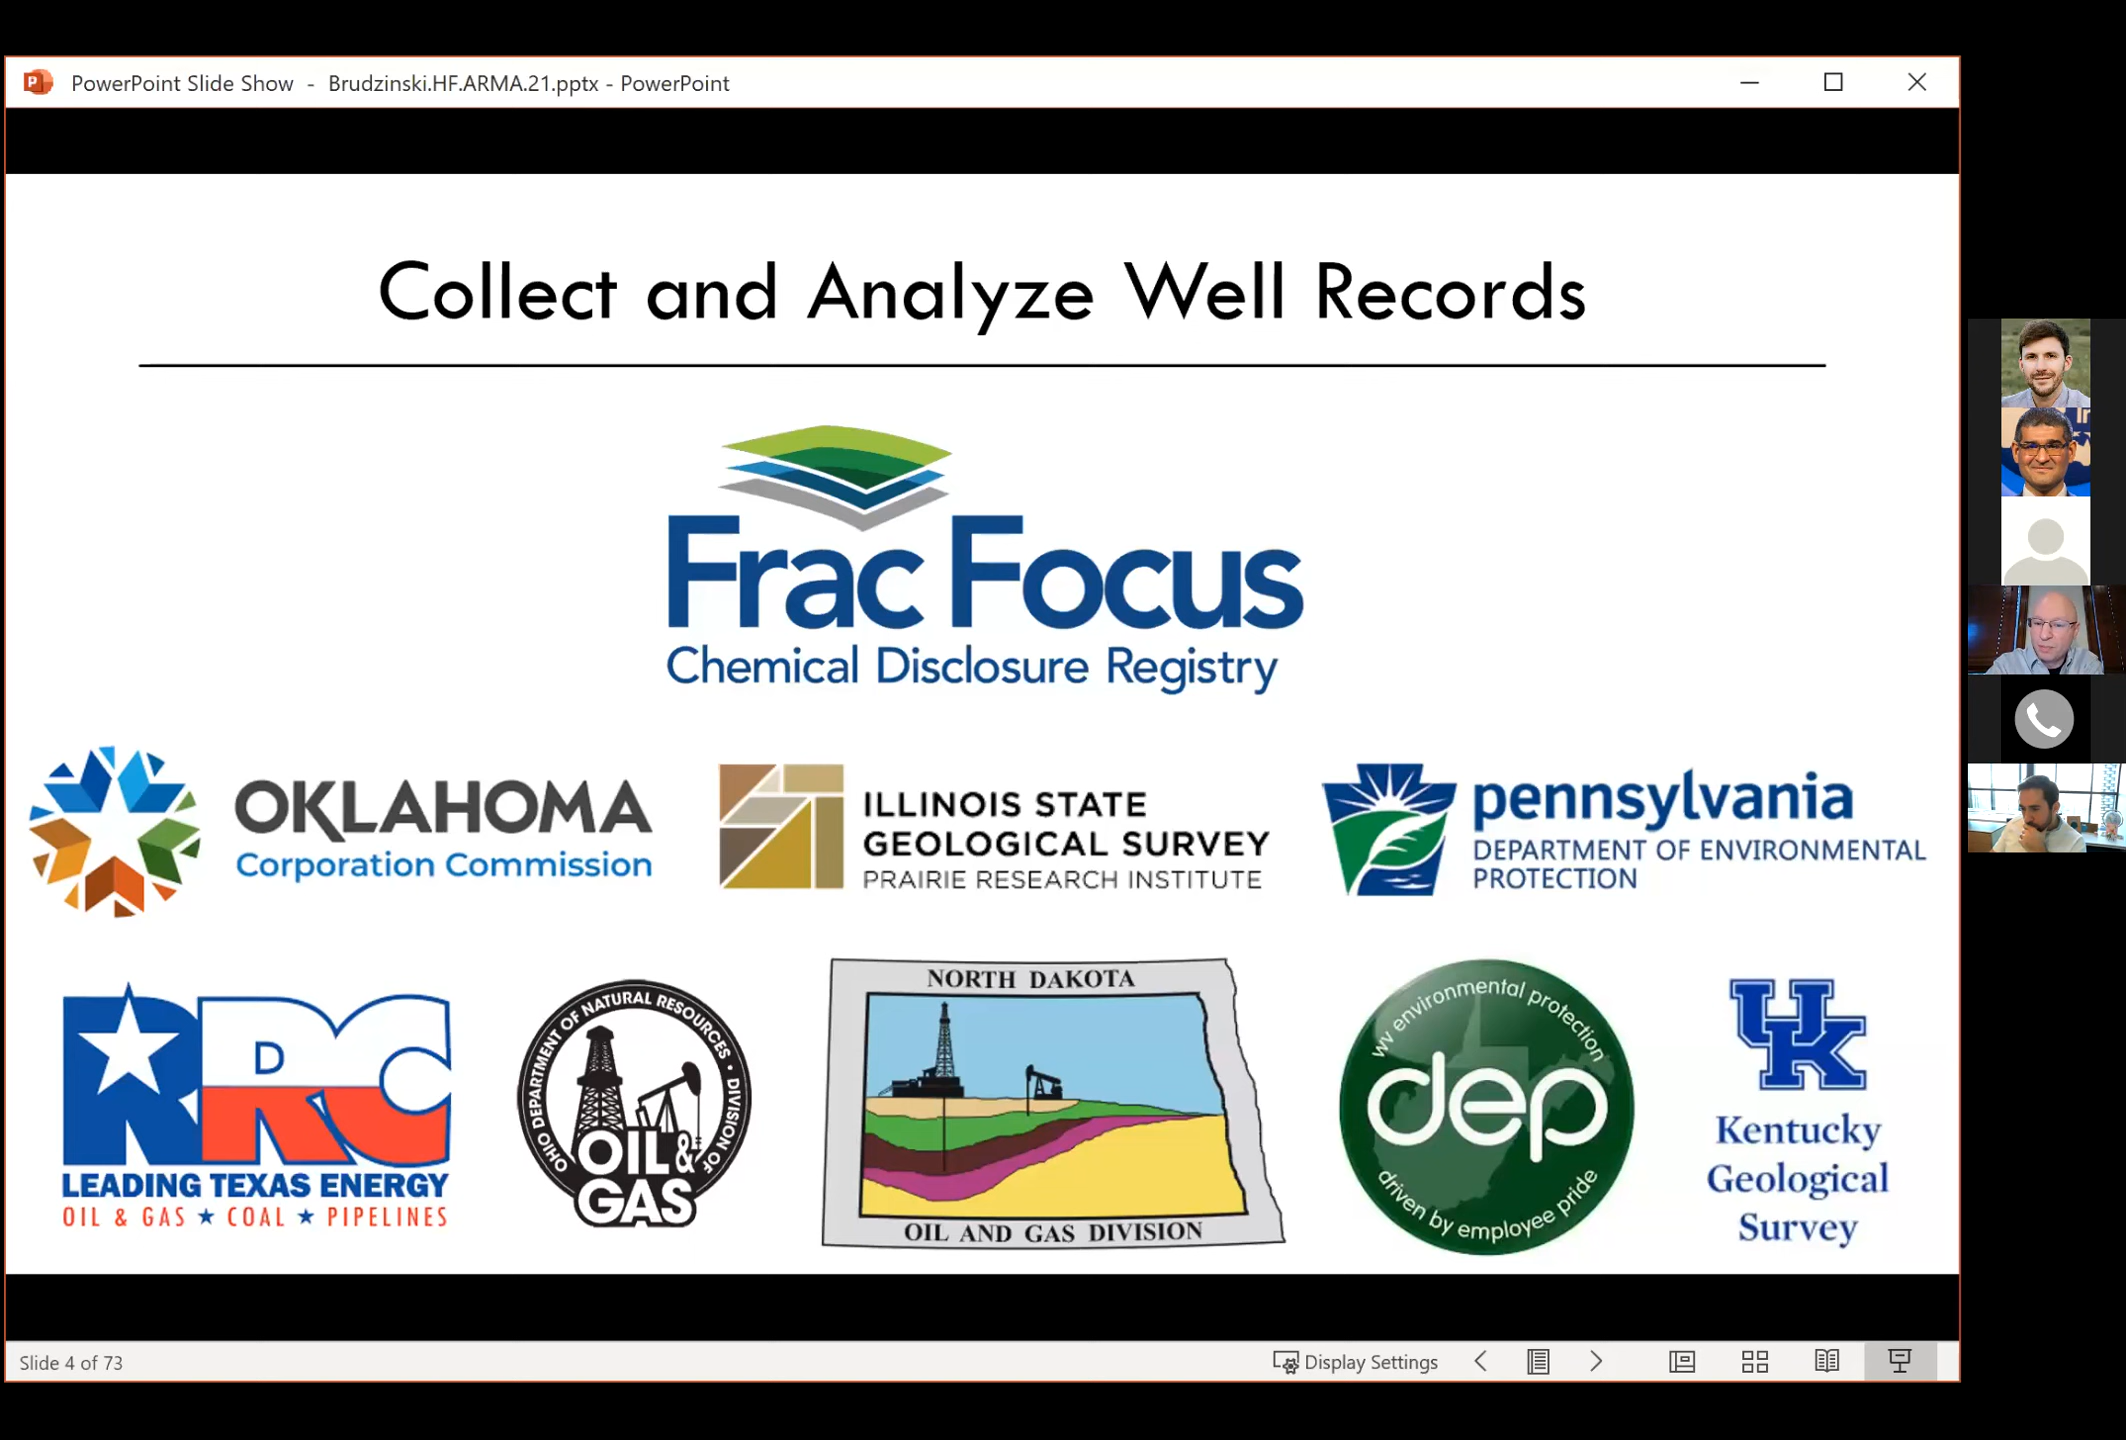 PowerPoint Slide Show - Brudzinski.HF.ARMA.21.pptx - PowerPoint
Collect and Analyze Well Records
FracFocus
Chemical Disclosure Registry
OKLAHOMA
Corporation Commission
ILLINOIS STATE
GEOLOGICAL SURVEY
PRAIRIE RESEARCH INSTITUTE
pennsylvania
DEPARTMENT OF ENVIRONMENTAL
PROTECTION
RRC
LEADING TEXAS ENERGY
OIL & GAS ★ COAL ★ PIPELINES
OHIO DEPARTMENT OF NATURAL RESOURCES • DIVISION OF
OIL &
GAS
NORTH DAKOTA
OIL AND GAS DIVISION
wv environmental protection
dep
driven by employee pride
UK
Kentucky
Geological
Survey
Slide 4 of 73
Display Settings